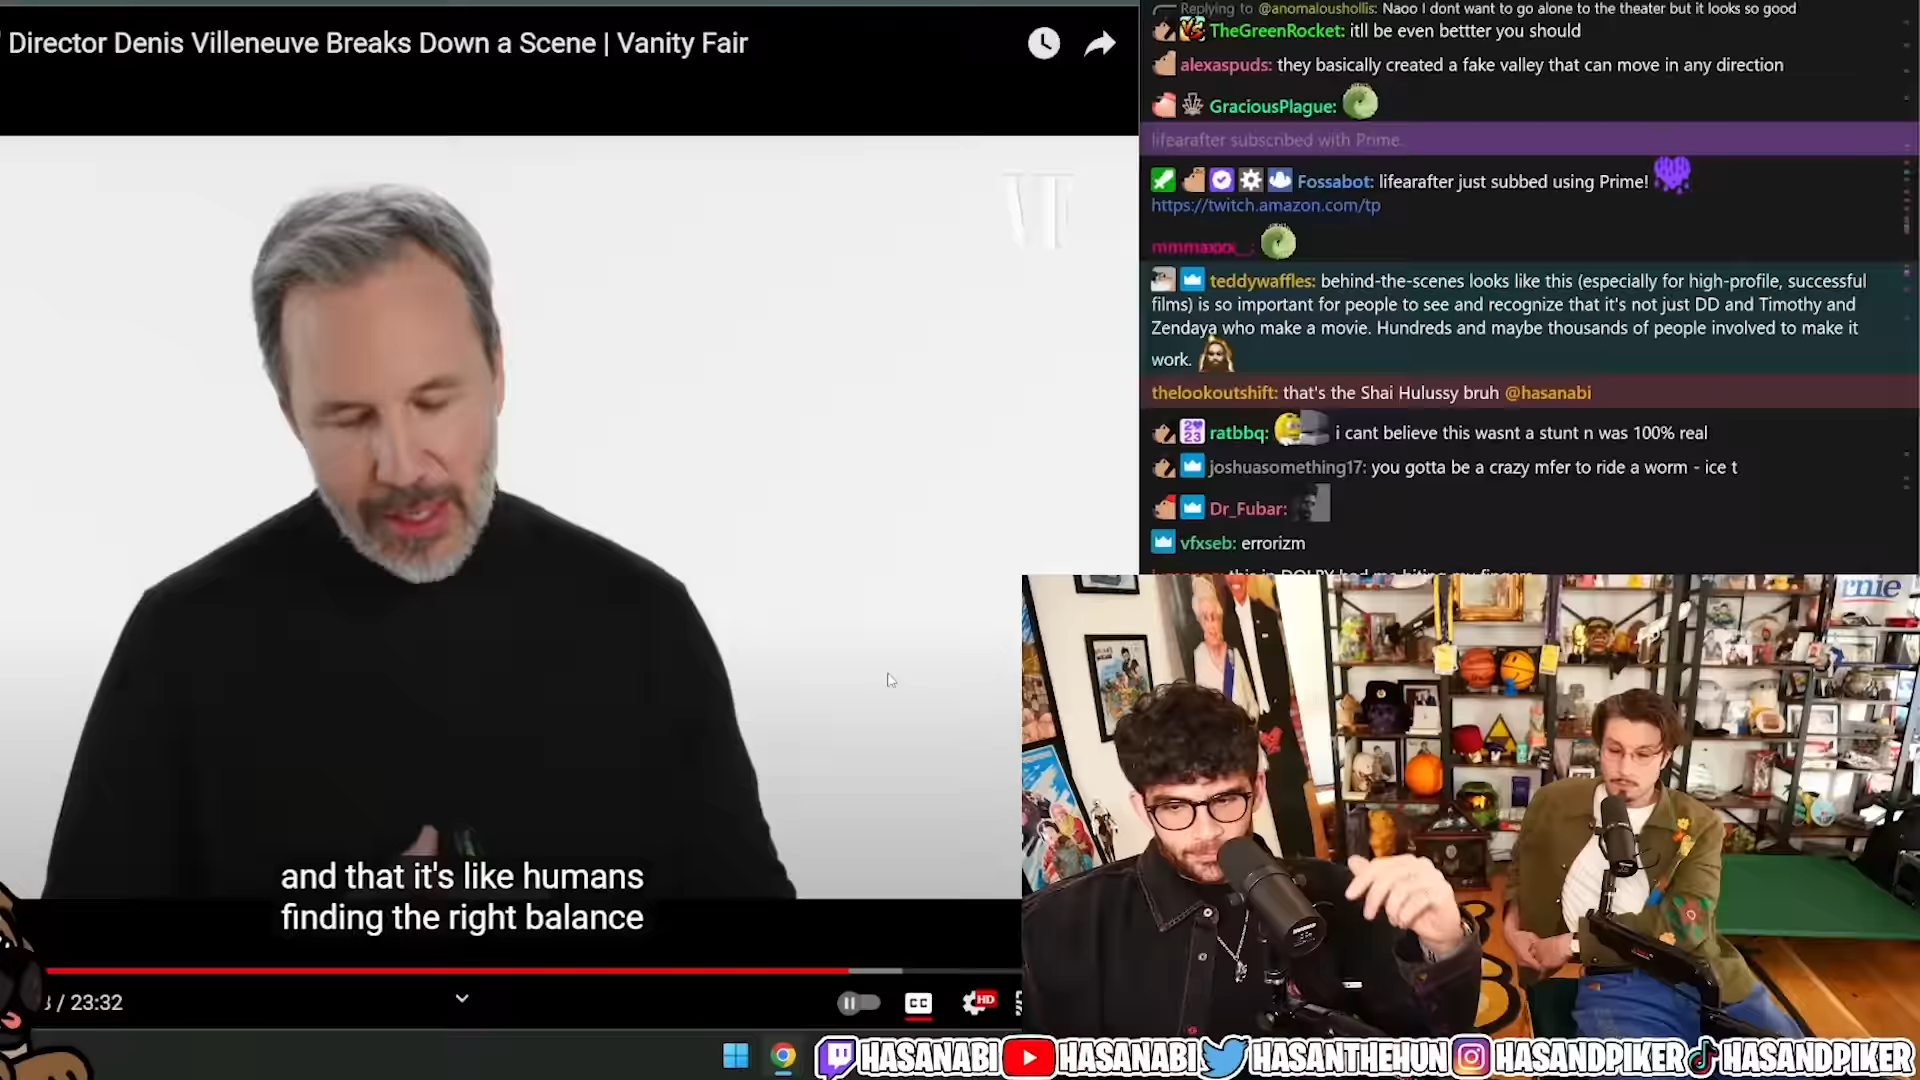 Director Denis Villeneuve Breaks Down a Scene | Vanity Fair
Replying to @anomaloushollis: Naoo I dont want to go alone to the theater but it looks so good
TheGreenRocket: itll be even bettter you should
alexaspuds: they basically created a fake valley that can move in any direction
GraciousPlague:
lifearafter subscribed with Prime.
Fossabot: lifearafter just subbed using Prime!
https://twitch.amazon.com/tp
mmmaxxx__:
teddywaffles: behind-the-scenes looks like this (especially for high-profile, successful
films) is so important for people to see and recognize that it's not just DD and Timothy and
Zendaya who make a movie. Hundreds and maybe thousands of people involved to make it
work.
thelookoutshift: that's the Shai Hulussy bruh @hasanabi
ratbbq: i cant believe this wasnt a stunt n was 100% real
joshuasomething17: you gotta be a crazy mfer to ride a worm - ice t
Dr_Fubar:
vfxseb: errorizm
and that it's like humans
finding the right balance
/ 23:32
CC
HD
rnie
HASANABI HASANABI HASANTHEHUN HASANDPIKER HASANDPIKER